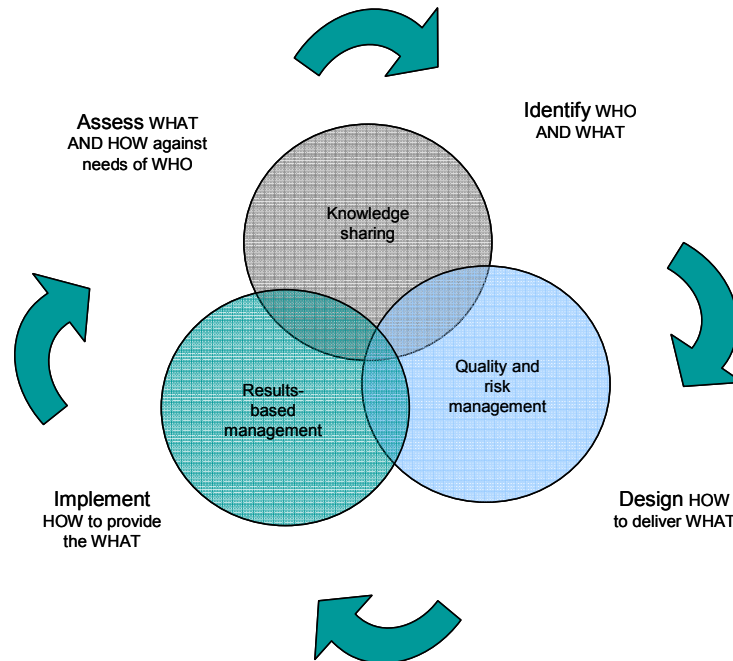 Assess WHAT
AND HOW against
needs of WHO
Identify WHO
AND WHAT
Knowledge
sharing
Quality and
risk
management
Results-
based
management
Implement
HOW to provide
the WHAT
Design HOW
to deliver WHAT